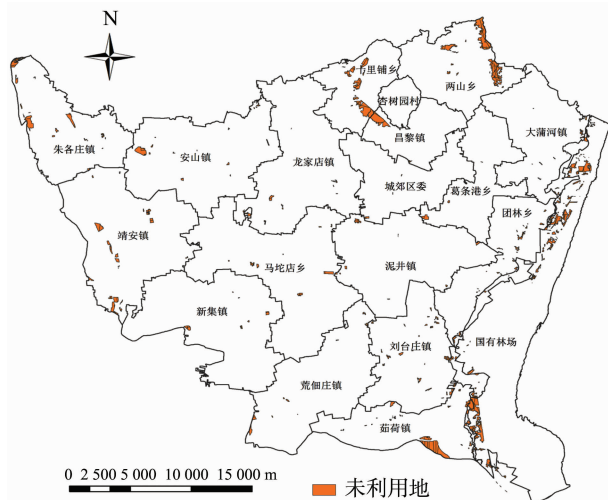 N
十里铺乡
两山乡
杏树园村
大蒲河镇
昌黎镇
朱各庄镇
安山镇
龙家店镇
城郊区委
葛条港乡
团林乡
靖安镇
马坨店乡
泥井镇
新集镇
国有林场
刘台庄镇
荒佃庄镇
茹荷镇
0 2 500 5 000 10 000 15 000 m
未利用地